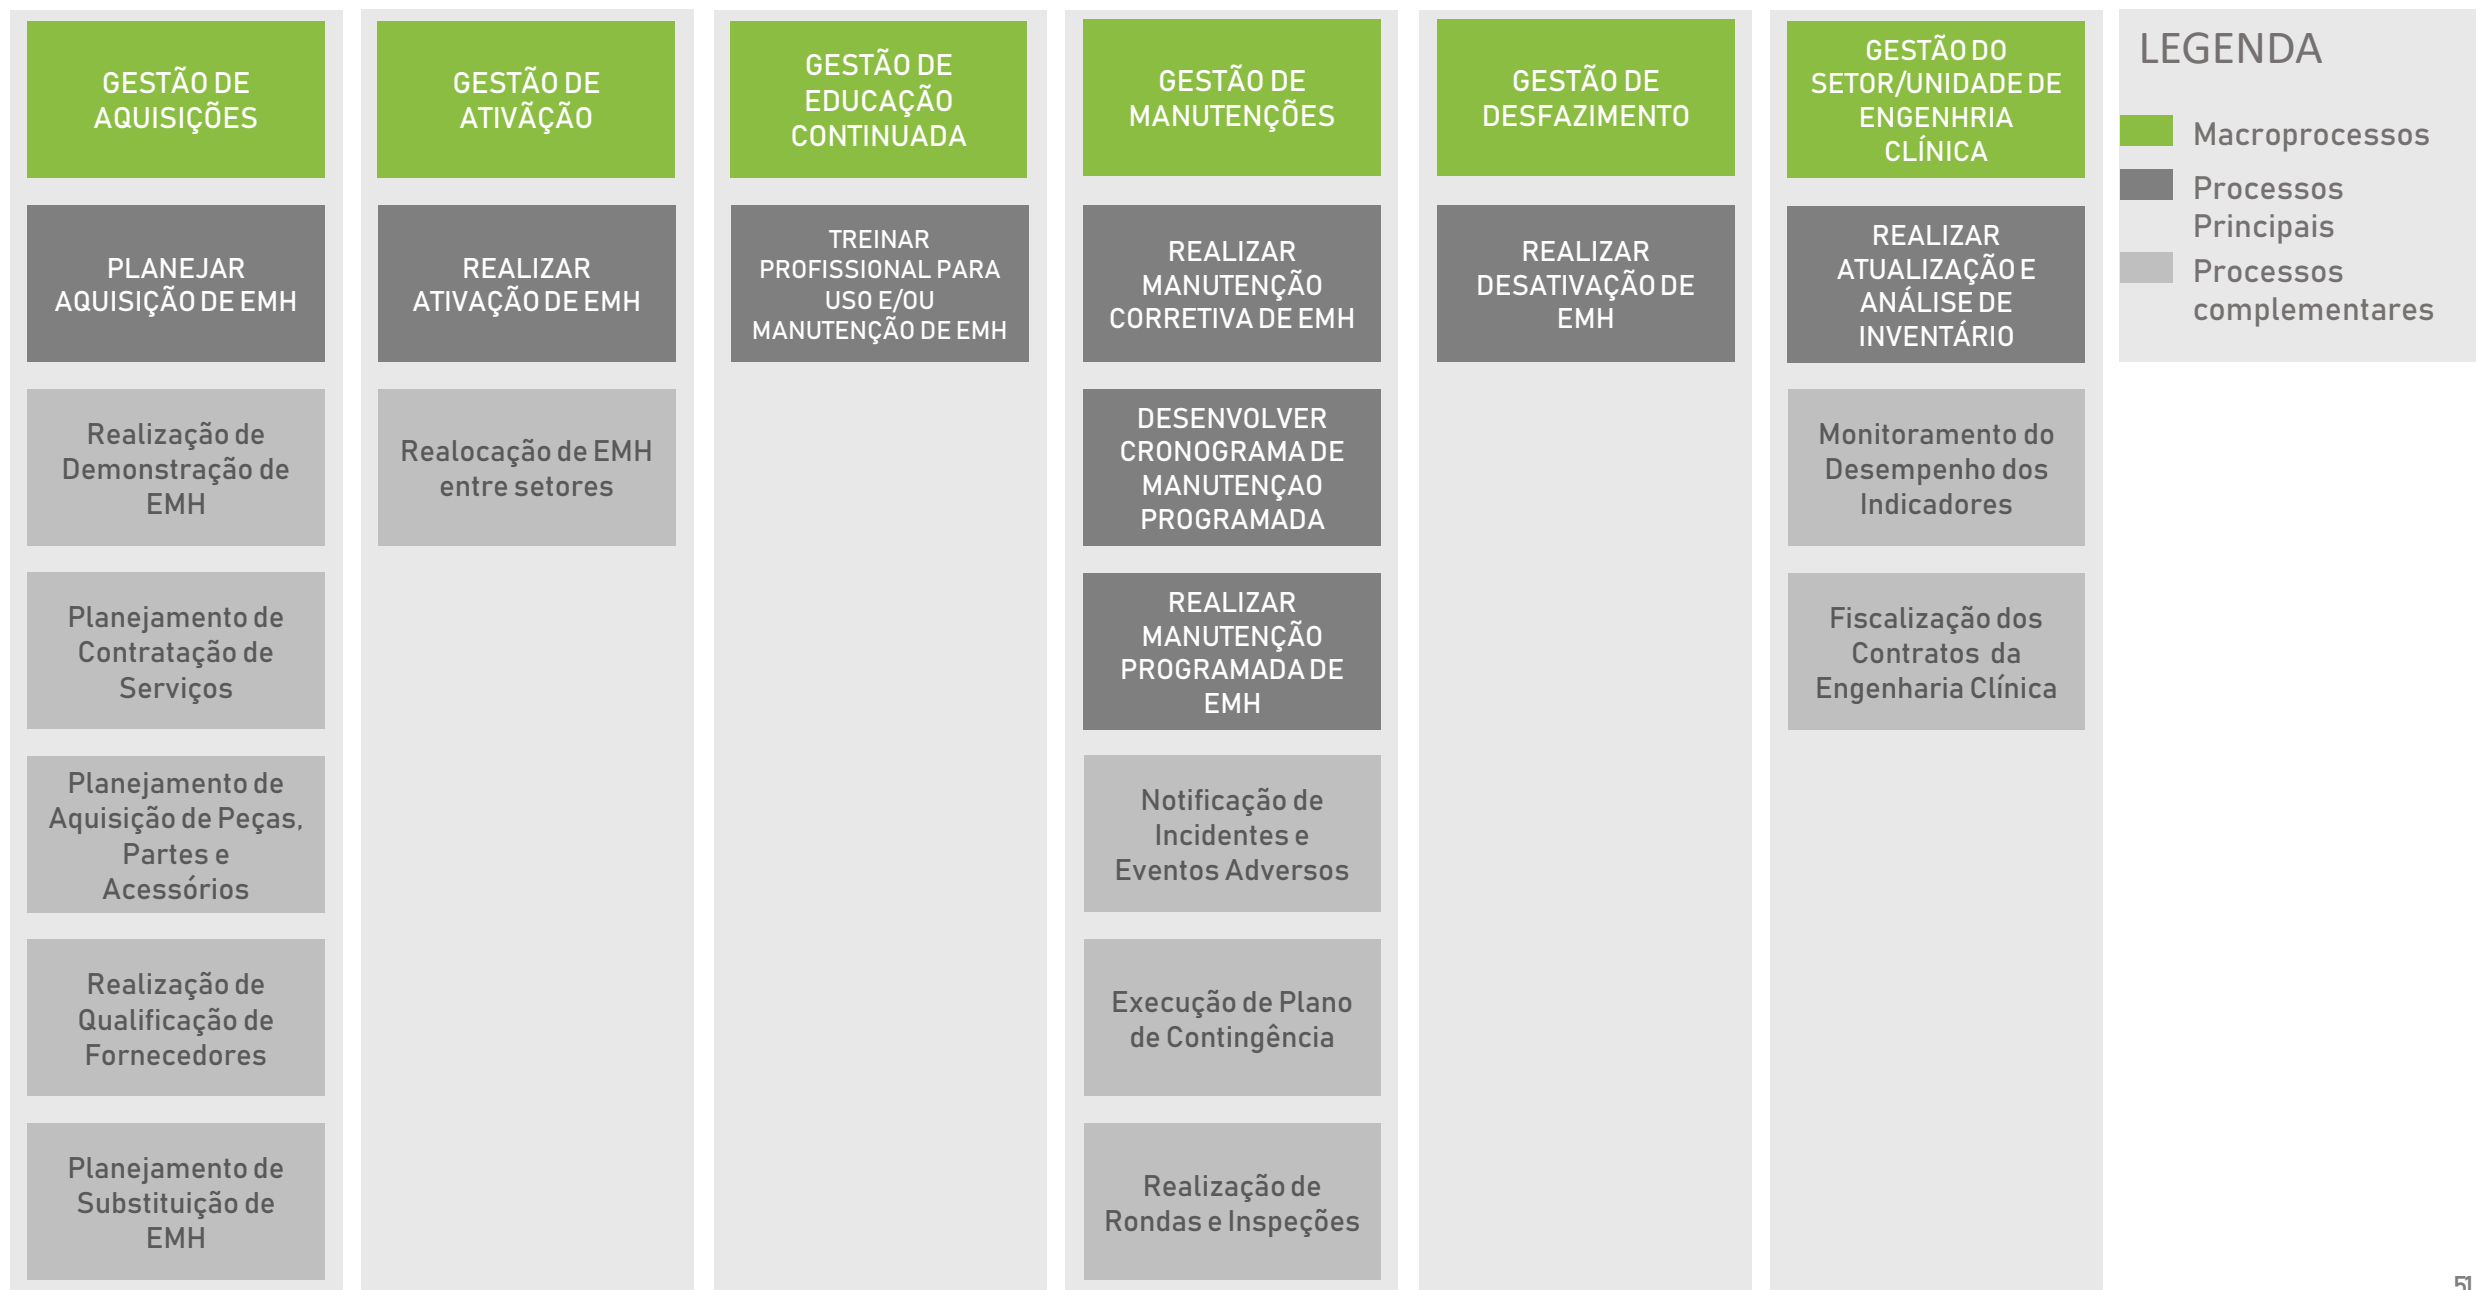 GESTÃO DE
AQUISIÇÕES
PLANEJAR
AQUISIÇÃO DE EMH
Realização de
Demonstração de
EMH
Planejamento de
Contratação de
Serviços
Planejamento de
Aquisição de Peças,
Partes e
Acessórios
Realização de
Qualificação de
Fornecedores
Planejamento de
Substituição de
EMH
GESTÃO DE
ATIVÃÇÃO
REALIZAR
ATIVAÇÃO DE EMH
Realocação de EMH
entre setores
GESTÃO DE
EDUCAÇÃO
CONTINUADA
TREINAR
PROFISSIONAL PARA
USO E/OU
MANUTENÇÃO DE EMH
GESTÃO DE
MANUTENÇÕES
REALIZAR
MANUTENÇÃO
CORRETIVA DE EMH
DESENVOLVER
CRONOGRAMA DE
MANUTENÇAO
PROGRAMADA
REALIZAR
MANUTENÇÃO
PROGRAMADA DE
EMH
Notificação de
Incidentes e
Eventos Adversos
Execução de Plano
de Contingência
Realização de
Rondas e Inspeções
GESTÃO DE
DESFAZIMENTO
REALIZAR
DESATIVAÇÃO DE
EMH
GESTÃO DO
SETOR/UNIDADE DE
ENGENHRIA
CLÍNICA
REALIZAR
ATUALIZAÇÃO E
ANÁLISE DE
INVENTÁRIO
Monitoramento do
Desempenho dos
Indicadores
Fiscalização dos
Contratos da
Engenharia Clínica
LEGENDA
Macroprocessos
Processos
Principais
Processos
complementares
51